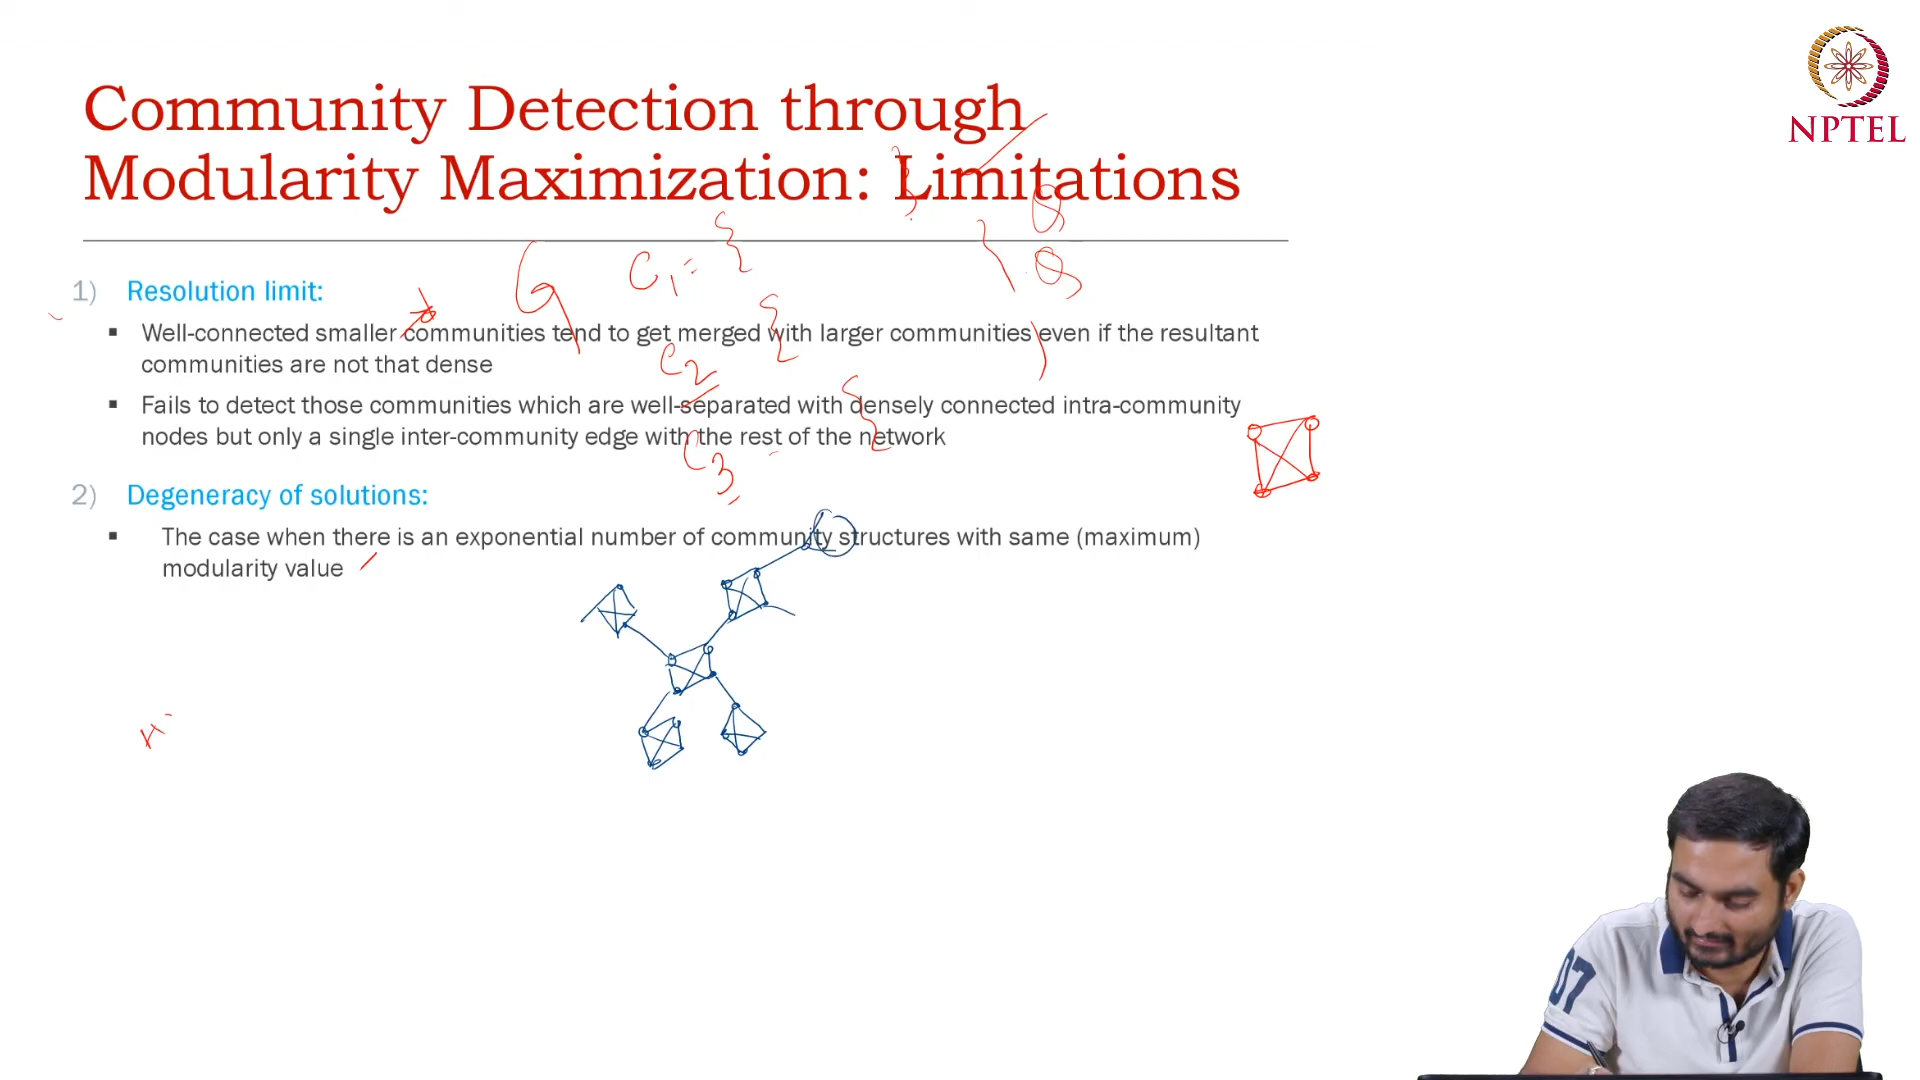 NPTEL
Community Detection through
Modularity Maximization: Limitations
G C1 = { } Q
} Q
1) Resolution limit:
▪ Well-connected smaller communities tend to get merged with larger communities even if the resultant
communities are not that dense
C2 {
▪ Fails to detect those communities which are well-separated with densely connected intra-community
nodes but only a single inter-community edge with the rest of the network
C3 {
2) Degeneracy of solutions:
▪ The case when there is an exponential number of community structures with same (maximum)
modularity value
07